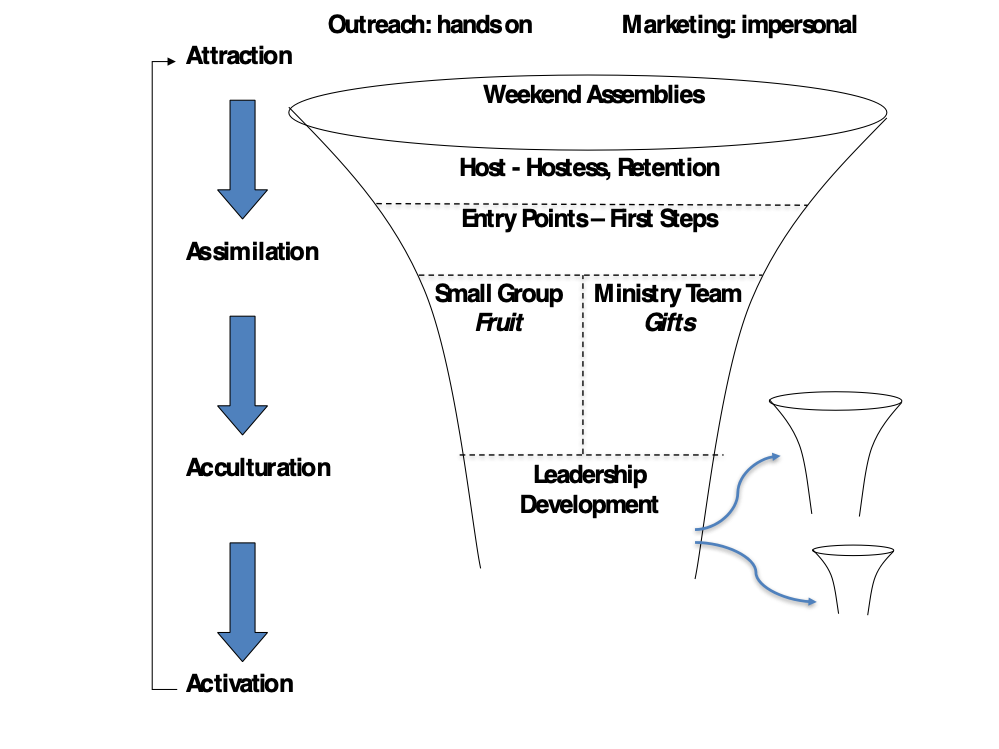 Outreach: hands on
Marketing: impersonal
Attraction
Weekend Assemblies
Host - Hostess, Retention
Entry Points – First Steps
Assimilation
Small Group
Fruit
Ministry Team
Gifts
Acculturation
Leadership
Development
Activation